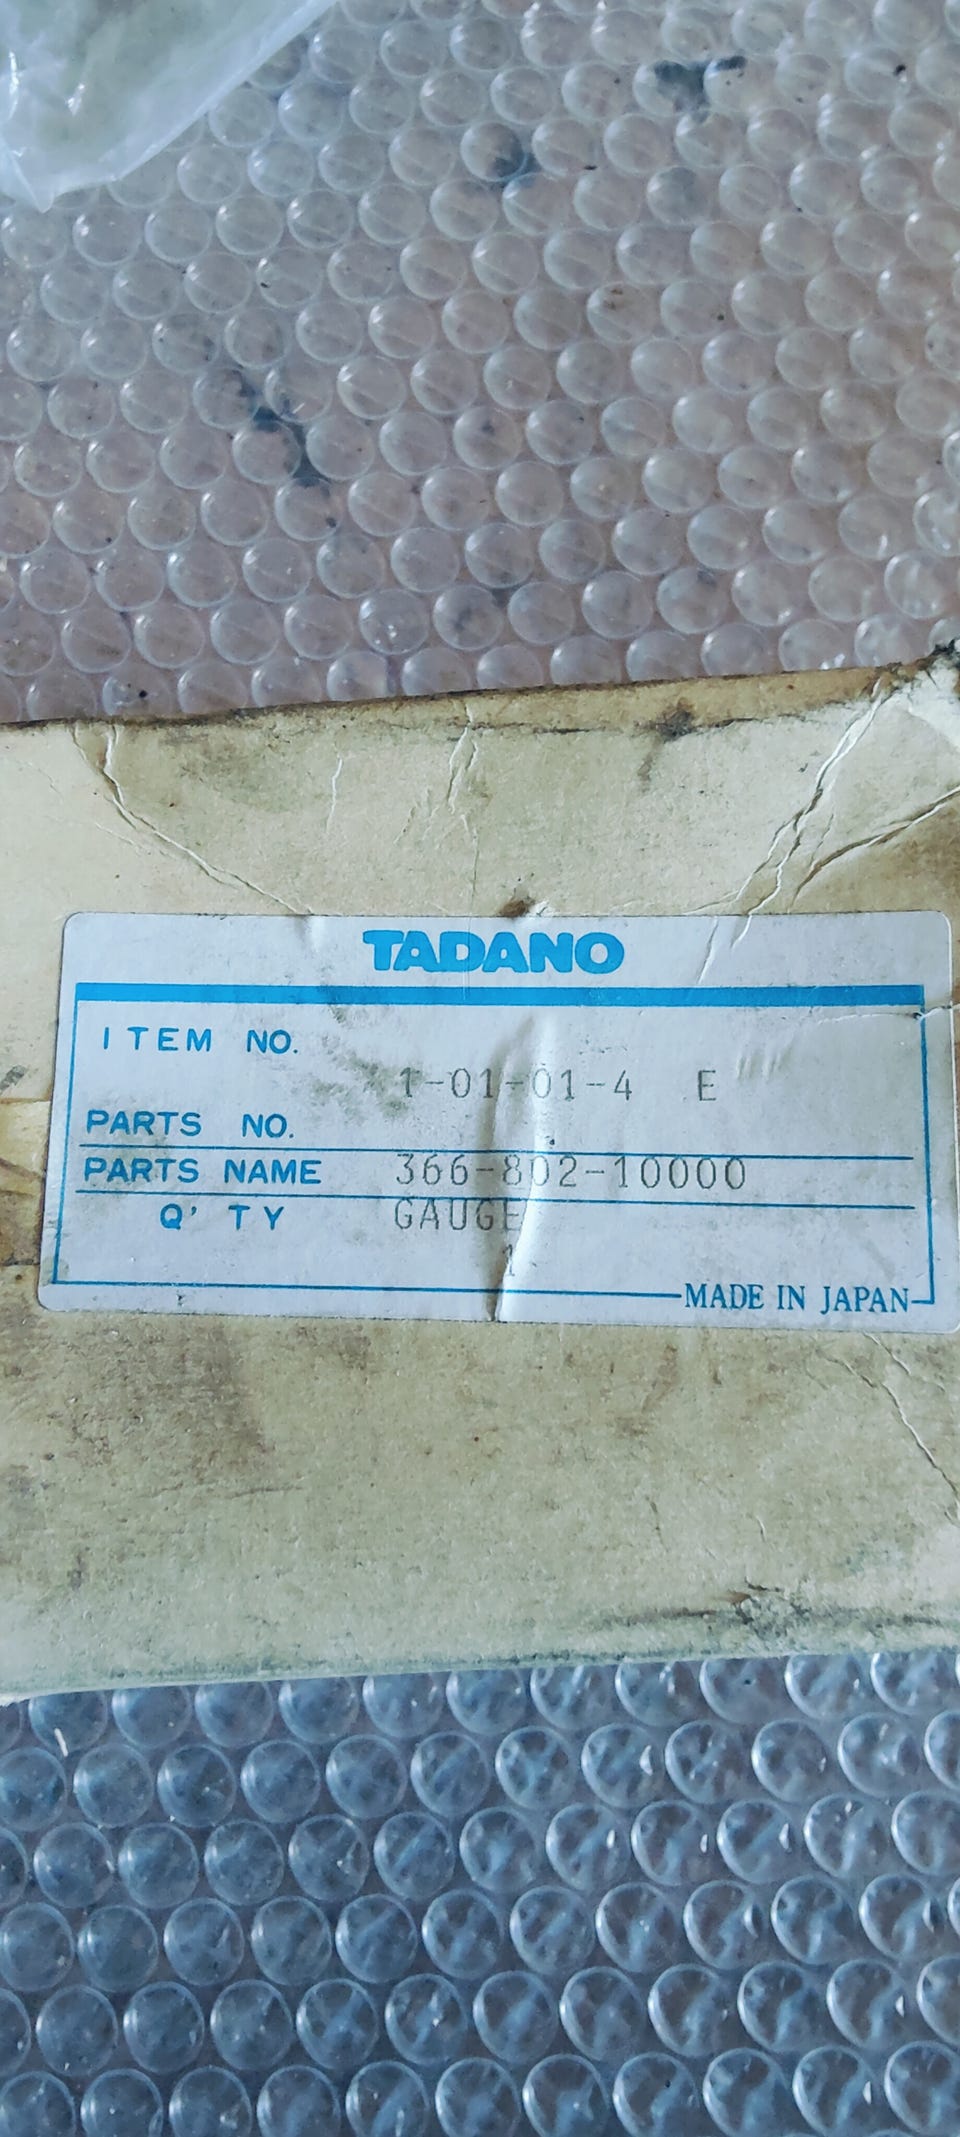 TADANO
ITEM NO.
1-01-01-4 E
PARTS NO.
PARTS NAME 366-802-10000
Q'TY GAUGE
1
MADE IN JAPAN